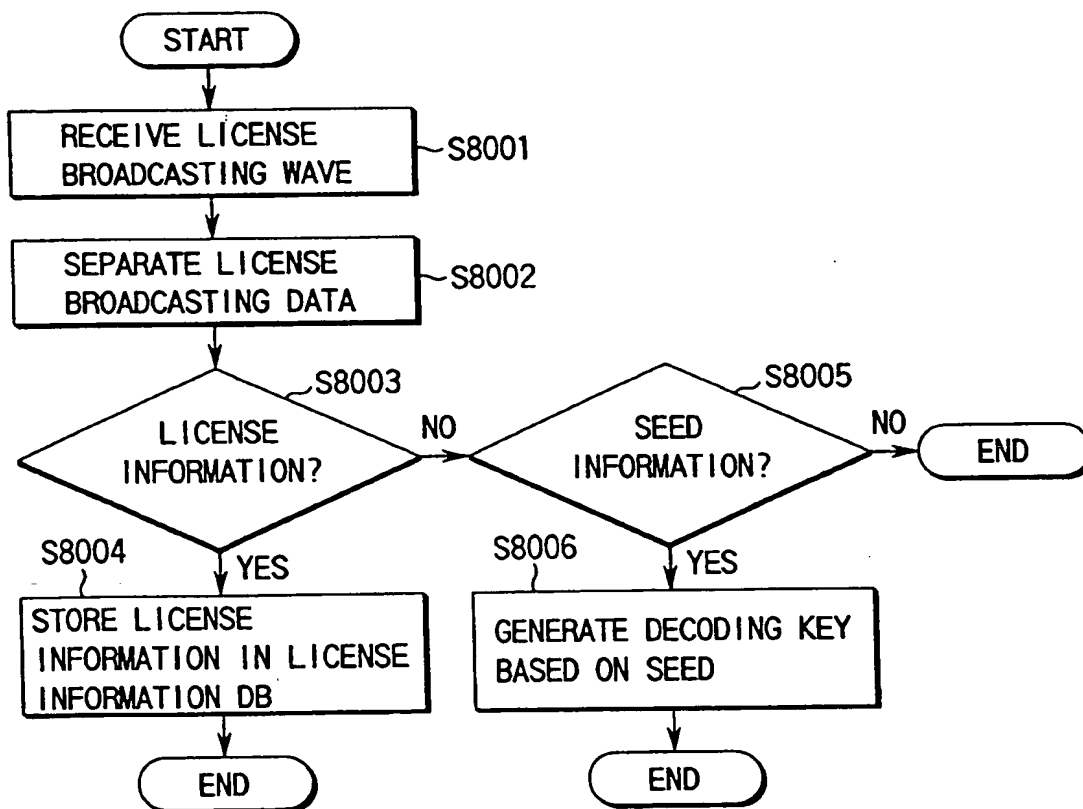 START
RECEIVE LICENSE
BROADCASTING WAVE
S8001
SEPARATE LICENSE
BROADCASTING DATA
S8002
S8003
LICENSE
INFORMATION?
NO
S8005
SEED
INFORMATION?
NO
END
S8004
YES
STORE LICENSE
INFORMATION IN LICENSE
INFORMATION DB
END
S8006
YES
GENERATE DECODING KEY
BASED ON SEED
END